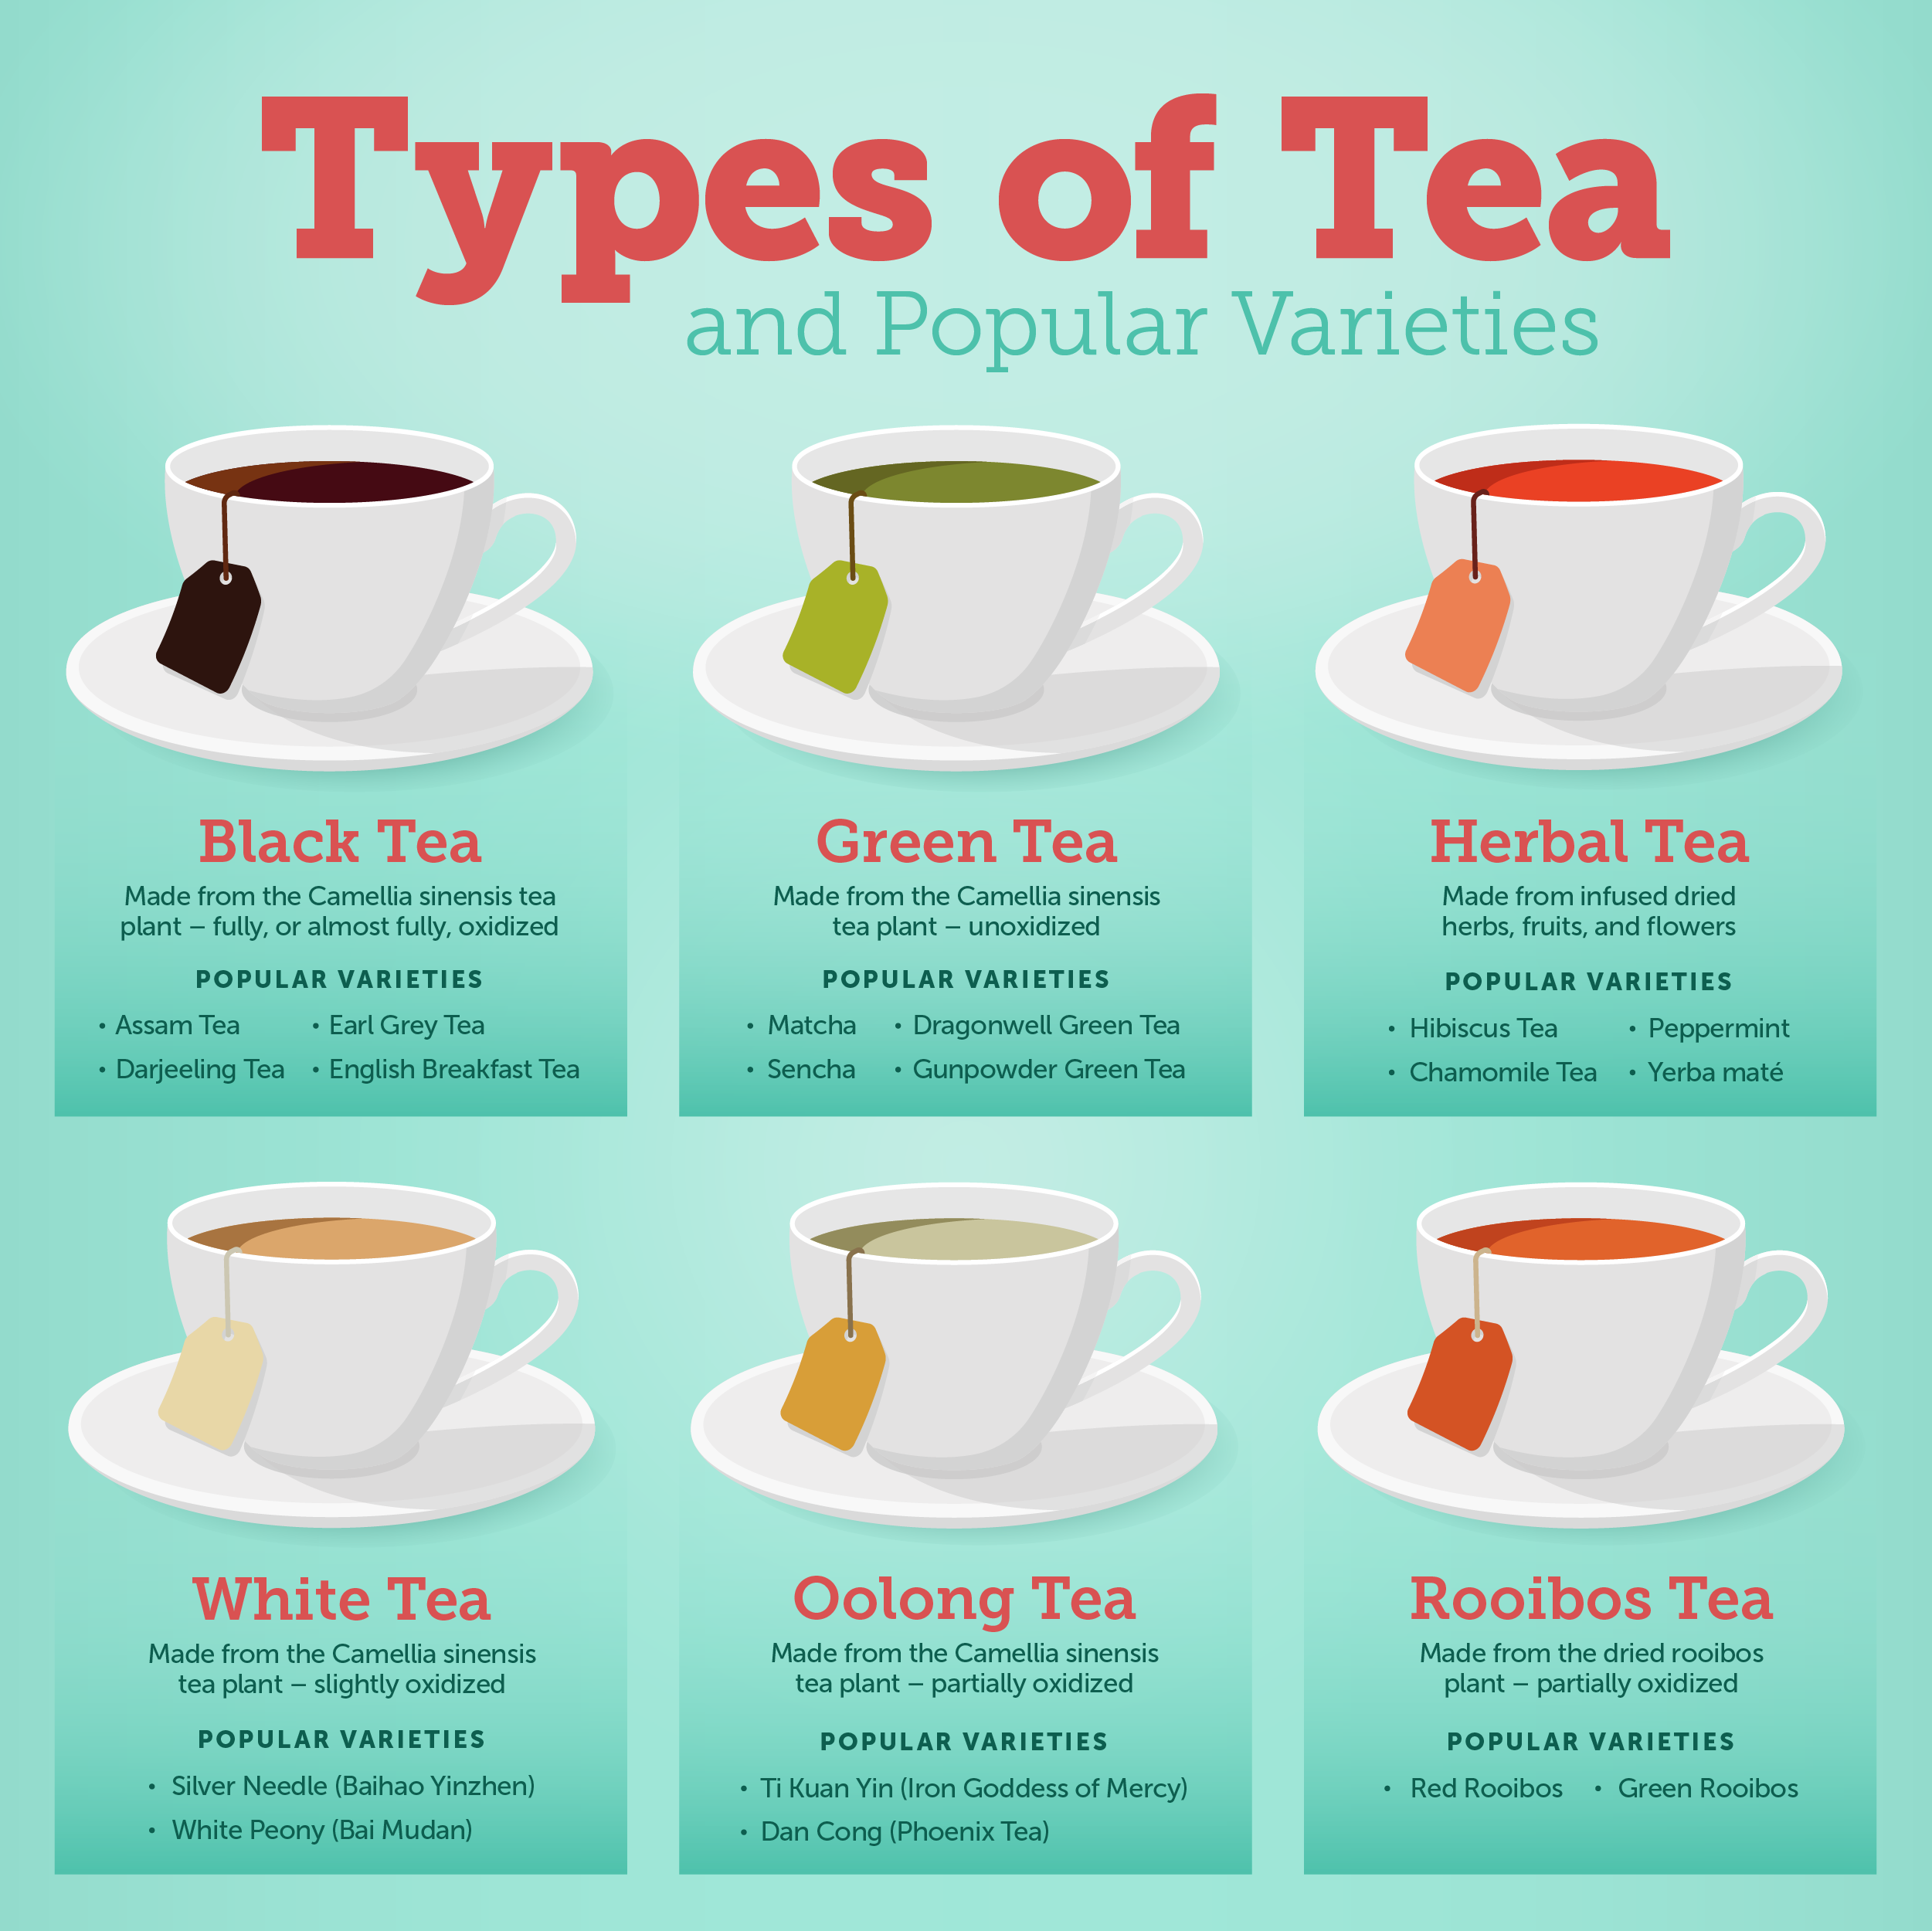 Types of Tea
and Popular Varieties
Black Tea
Made from the Camellia sinensis tea
plant – fully, or almost fully, oxidized
POPULAR VARIETIES
• Assam Tea
• Earl Grey Tea
• Darjeeling Tea
• English Breakfast Tea
Green Tea
Made from the Camellia sinensis
tea plant – unoxidized
POPULAR VARIETIES
• Matcha
• Dragonwell Green Tea
• Sencha
• Gunpowder Green Tea
Herbal Tea
Made from infused dried
herbs, fruits, and flowers
POPULAR VARIETIES
• Hibiscus Tea
• Peppermint
• Chamomile Tea
• Yerba maté
White Tea
Made from the Camellia sinensis
tea plant – slightly oxidized
POPULAR VARIETIES
• Silver Needle (Baihao Yinzhen)
• White Peony (Bai Mudan)
Oolong Tea
Made from the Camellia sinensis
tea plant – partially oxidized
POPULAR VARIETIES
• Ti Kuan Yin (Iron Goddess of Mercy)
• Dan Cong (Phoenix Tea)
Rooibos Tea
Made from the dried rooibos
plant – partially oxidized
POPULAR VARIETIES
• Red Rooibos
• Green Rooibos